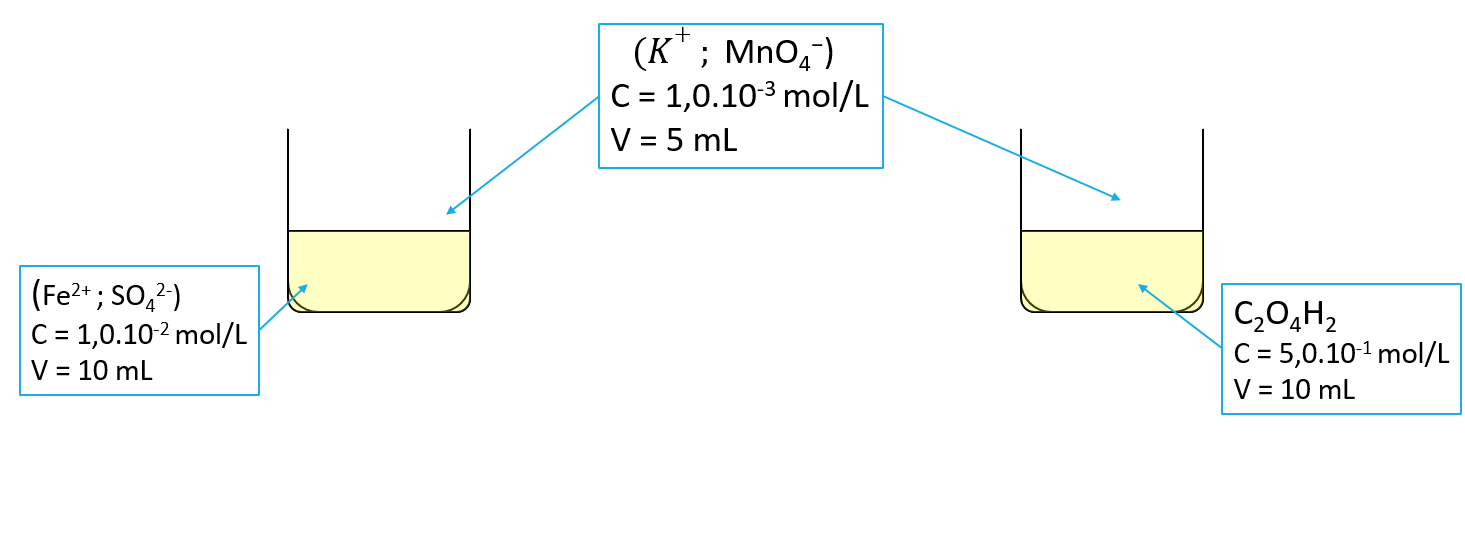 (K⁺ ; MnO₄⁻)
C = 1,0.10⁻³ mol/L
V = 5 mL
(Fe²⁺ ; SO₄²⁻)
C = 1,0.10⁻² mol/L
V = 10 mL
C₂O₄H₂
C = 5,0.10⁻¹ mol/L
V = 10 mL